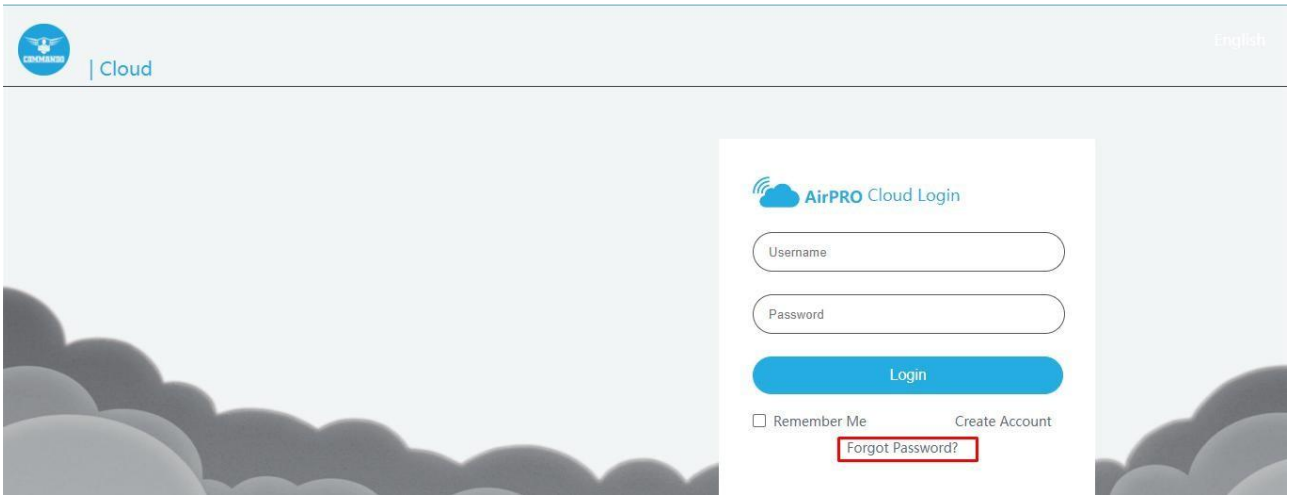 English
COMMANDO
| Cloud
AirPRO Cloud Login
Username
Password
Login
Remember Me
Create Account
Forgot Password?